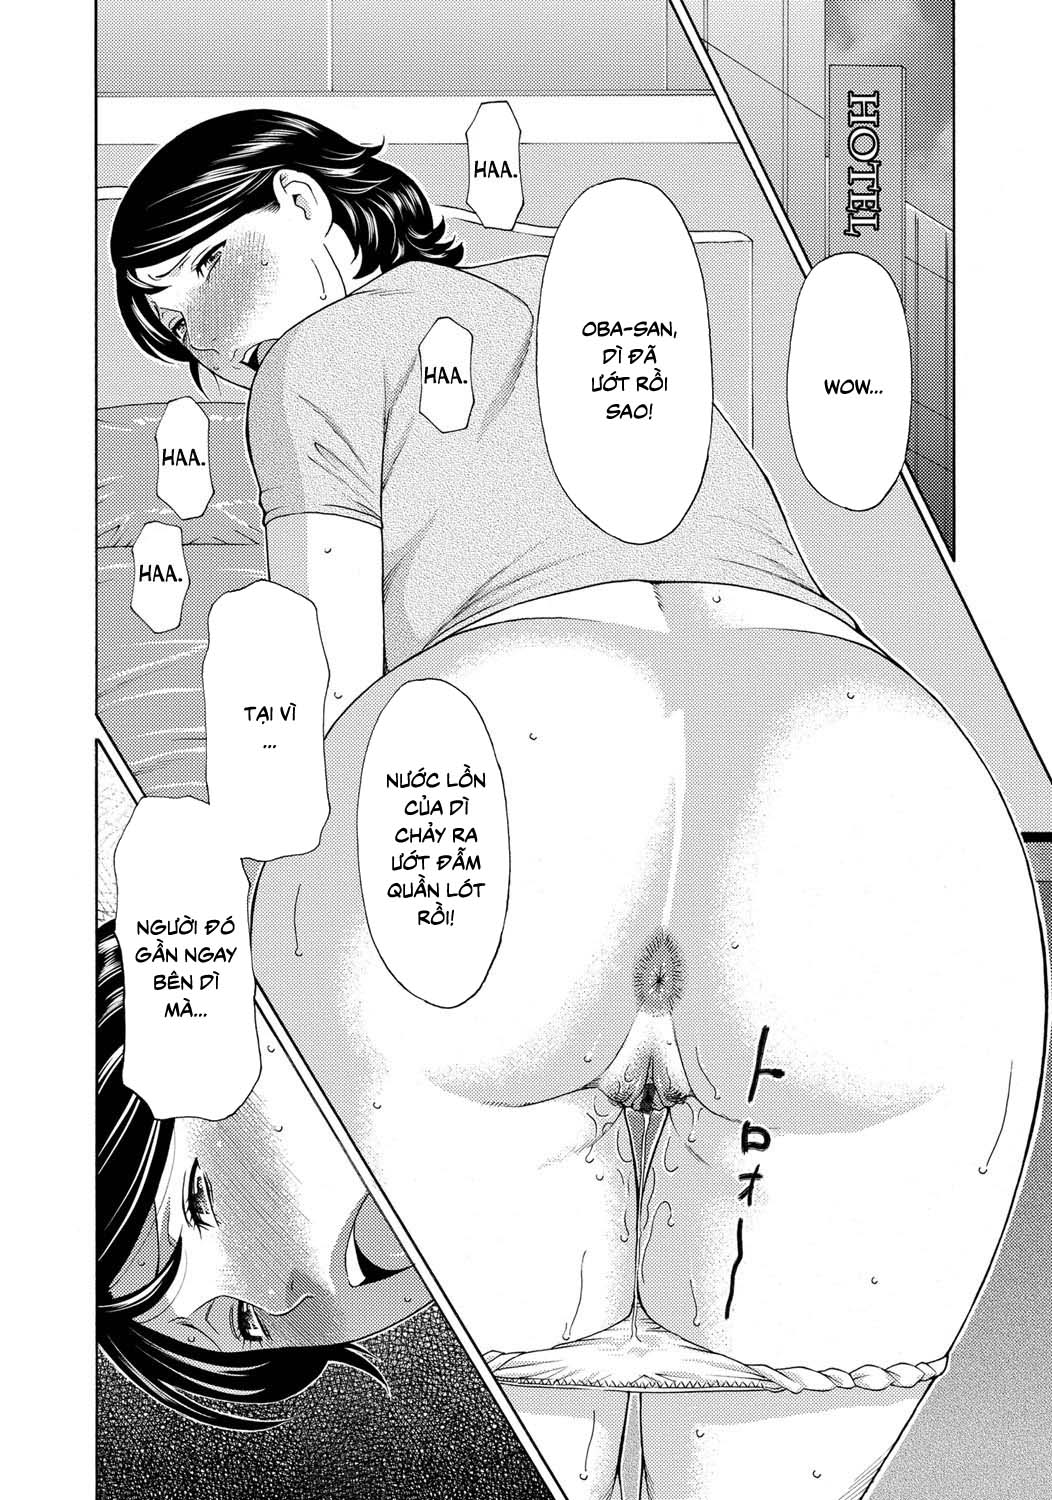 HOTEL
WOW...
OBA-SAN,
DÌ ĐÃ
ƯỚT RỒI
SAO!
HAA.
HAA.
HAA.
HAA.
NƯỚC LỒN
CỦA DÌ
CHẢY RA
ƯỚT ĐẪM
QUẦN LÓT
RỒI!
トロォー
TẠI VÌ
...
NGƯỜI ĐÓ
GẦN NGAY
BÊN DÌ
MÀ...